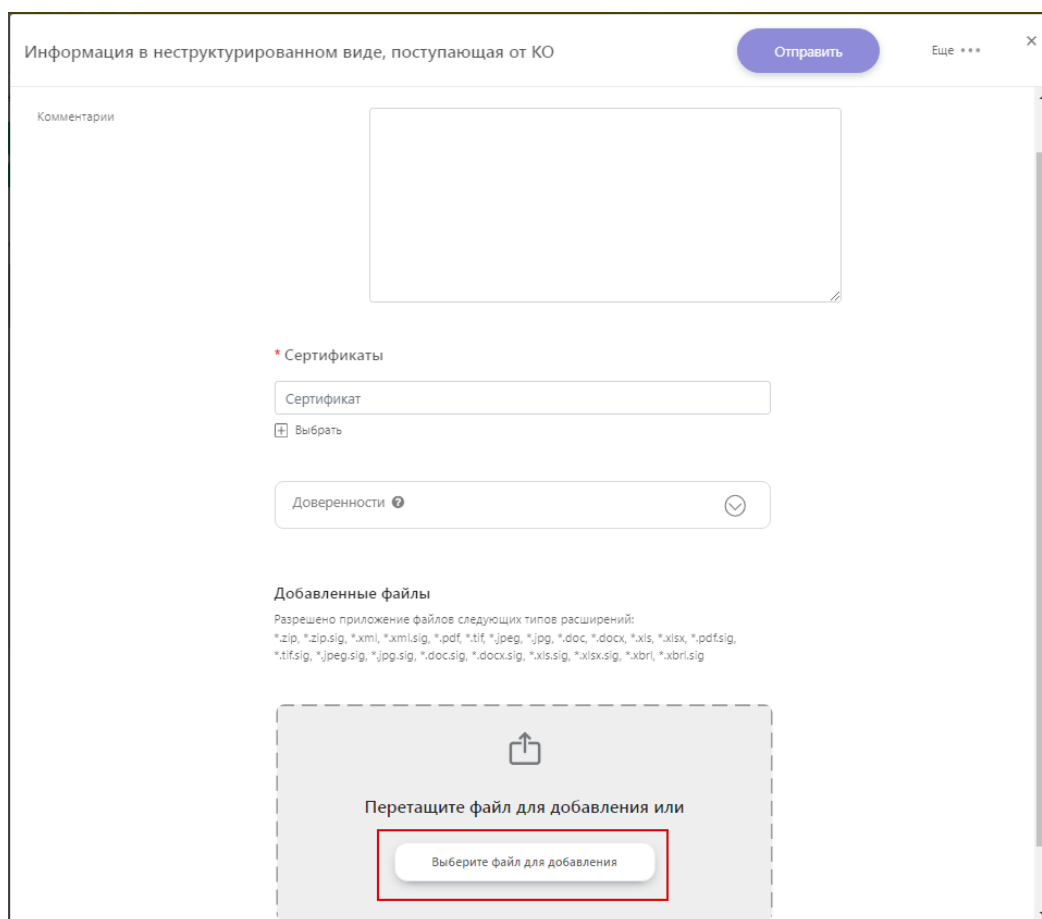 Информация в неструктурированном виде, поступающая от КО
Отправить
Еще •••
Комментарии
* Сертификаты
Сертификат
Выбрать
Доверенности
Добавленные файлы
Разрешено приложение файлов следующих типов расширений:
*.zip, *.zip.sig, *.xml, *.xml.sig, *.pdf, *.tif, *.jpeg, *.jpg, *.doc, *.docx, *.xls, *.xlsx, *.pdf.sig,
*.tif.sig, *.jpeg.sig, *.jpg.sig, *.doc.sig, *.docx.sig, *.xls.sig, *.xlsx.sig, *.xbrl, *.xbrl.sig
Перетащите файл для добавления или
Выберите файл для добавления